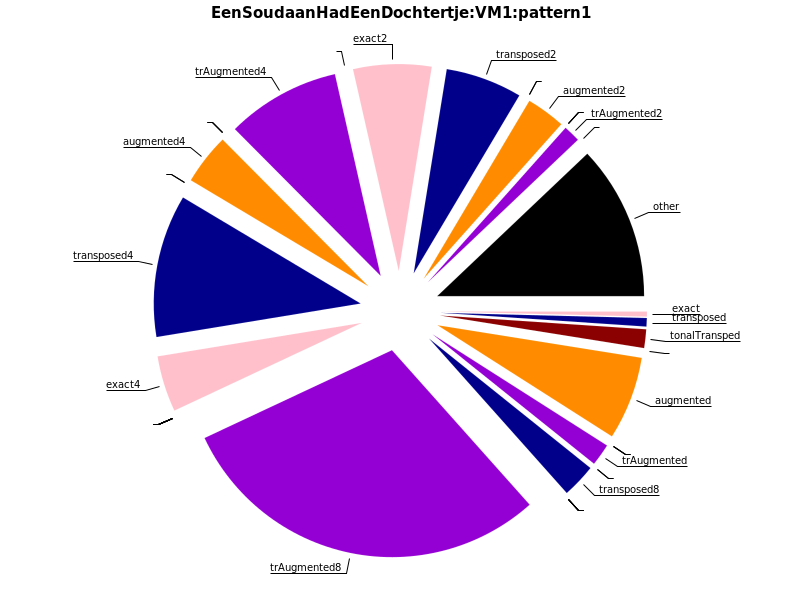 EenSoudaanHadEenDochtertje:VM1:pattern1
exact2
transposed2
trAugmented4
augmented2
trAugmented2
augmented4
other
transposed4
exact
transposed
tonalTransped
exact4
augmented
trAugmented
transposed8
trAugmented8